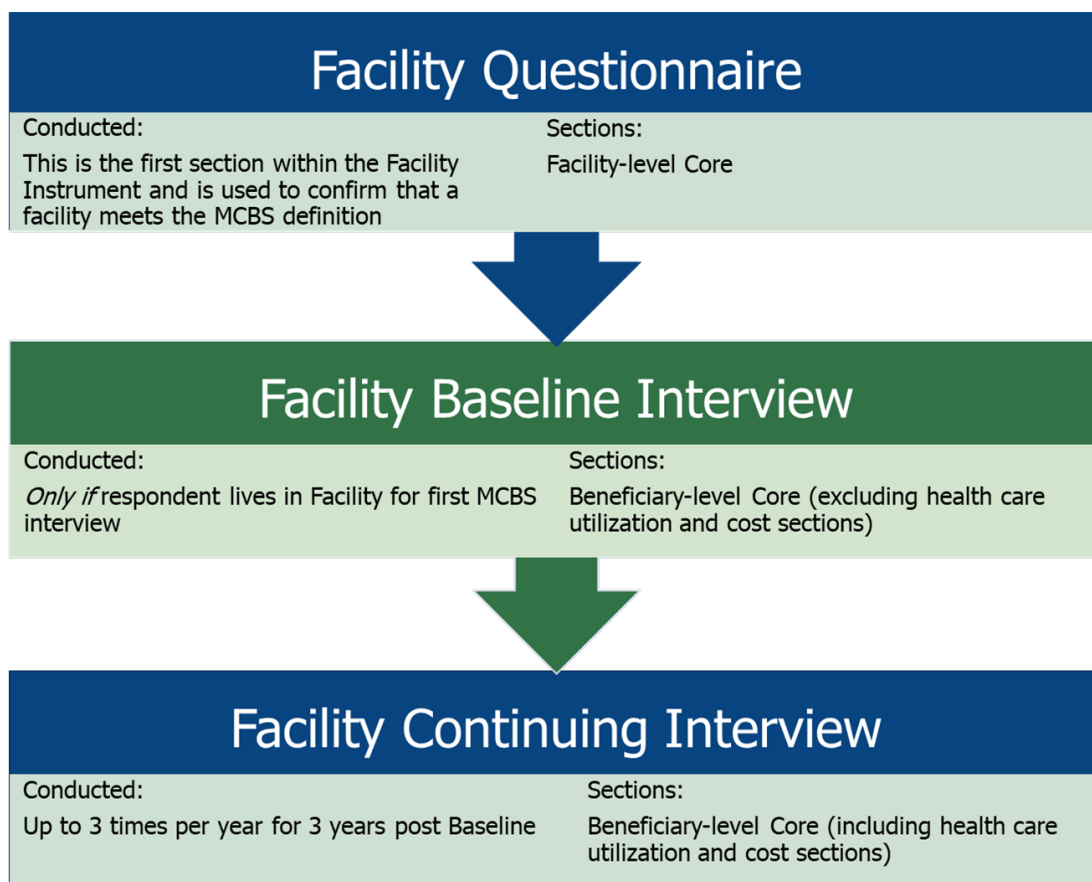 Facility Questionnaire
Conducted:
This is the first section within the Facility
Instrument and is used to confirm that a
facility meets the MCBS definition
Sections:
Facility-level Core
Facility Baseline Interview
Conducted:
Only if respondent lives in Facility for first MCBS
interview
Sections:
Beneficiary-level Core (excluding health care
utilization and cost sections)
Facility Continuing Interview
Conducted:
Up to 3 times per year for 3 years post Baseline
Sections:
Beneficiary-level Core (including health care
utilization and cost sections)